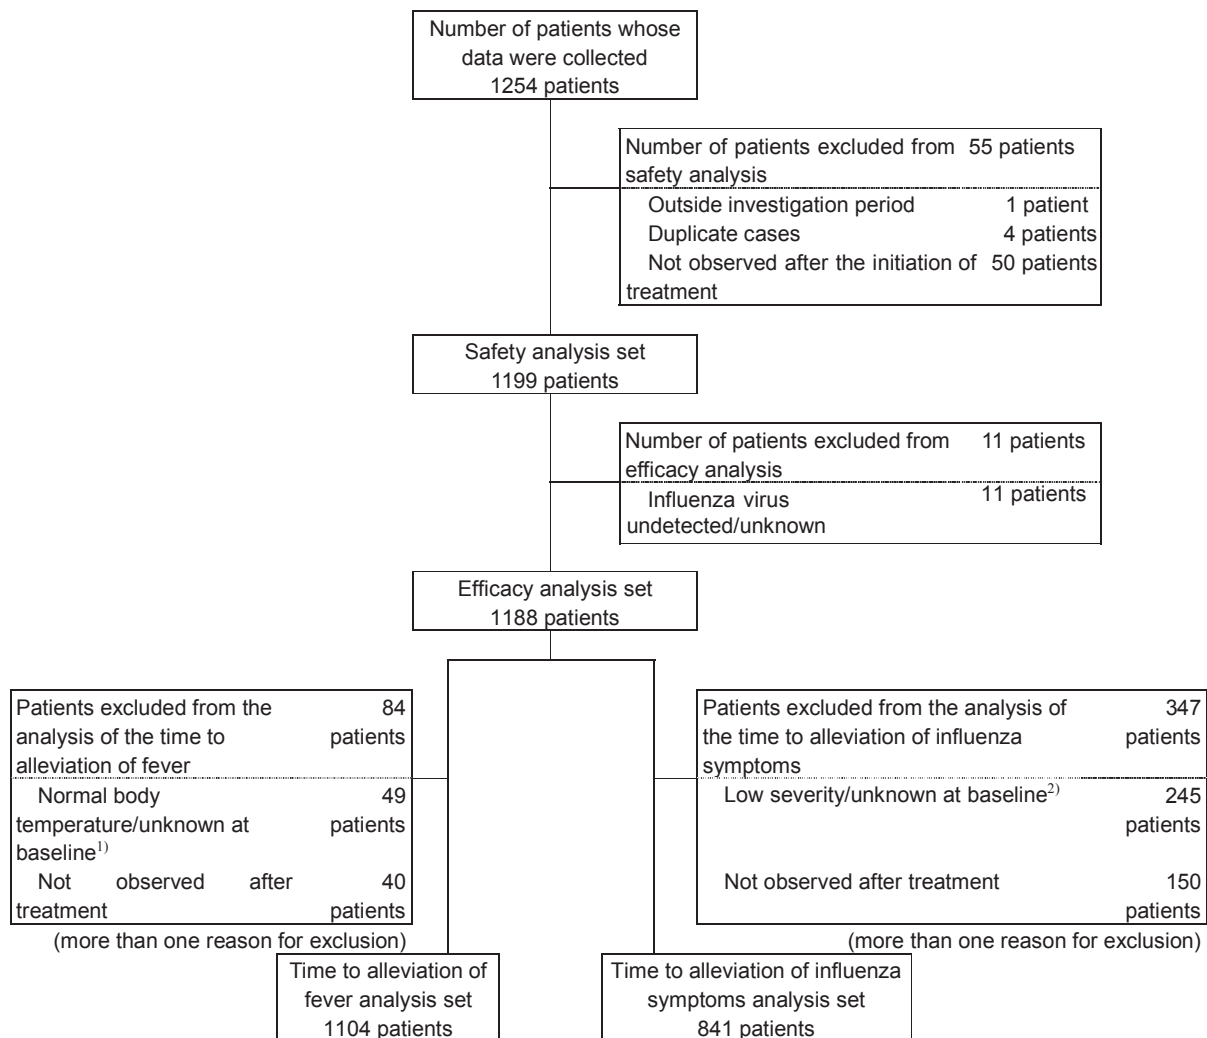 Number of patients whose
data were collected
1254 patients
Number of patients excluded from 55 patients
safety analysis
Outside investigation period 1 patient
Duplicate cases 4 patients
Not observed after the initiation of 50 patients
treatment
Safety analysis set
1199 patients
Number of patients excluded from 11 patients
efficacy analysis
Influenza virus 11 patients
undetected/unknown
Efficacy analysis set
1188 patients
Patients excluded from the 84
analysis of the time to patients
alleviation of fever
Normal body 49
temperature/unknown at patients
baseline1)
Not observed after 40
treatment patients
(more than one reason for exclusion)
Patients excluded from the analysis of 347
the time to alleviation of influenza patients
symptoms
Low severity/unknown at baseline2) 245
patients
Not observed after treatment 150
patients
(more than one reason for exclusion)
Time to alleviation of
fever analysis set
1104 patients
Time to alleviation of influenza
symptoms analysis set
841 patients